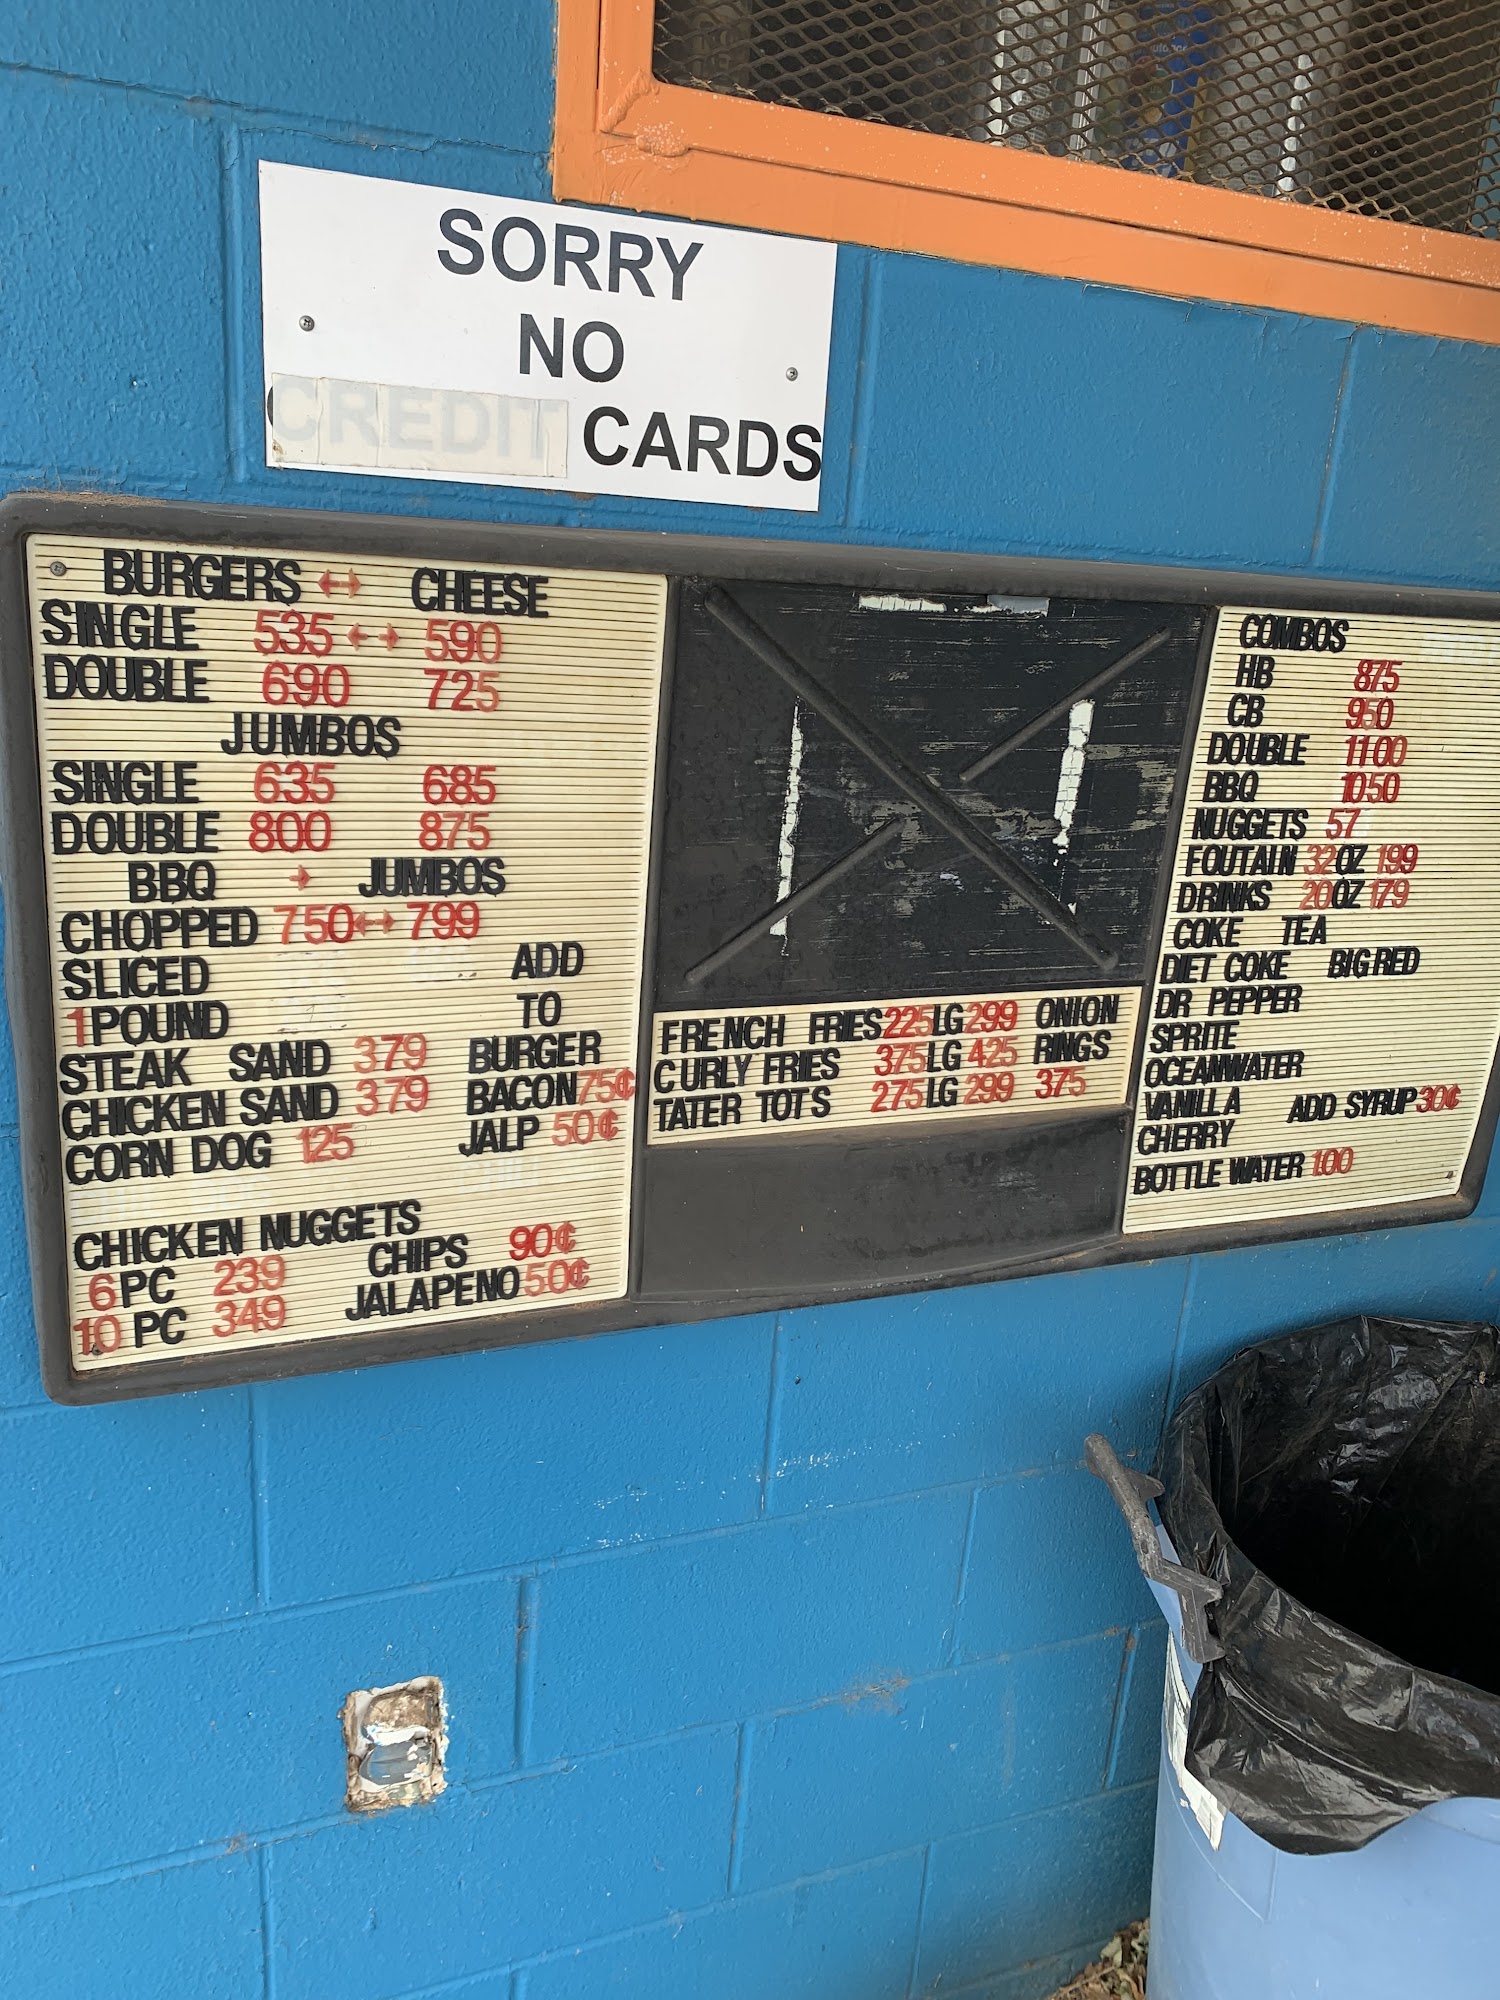 SORRY
NO
CREDIT CARDS
BURGERS ↔ CHEESE
SINGLE 535 ↔ 590
DOUBLE 690 725
JUMBOS
SINGLE 635 685
DOUBLE 800 875
BBQ → JUMBOS
CHOPPED 750 ↔ 799
SLICED
1 POUND
STEAK SAND 379
CHICKEN SAND 379
CORN DOG 125
ADD
TO
BURGER
BACON 75¢
JALP 50¢
CHICKEN NUGGETS
6 PC 239
10 PC 349
CHIPS 90¢
JALAPENO 50¢
FRENCH FRIES 225 LG 299
CURLY FRIES 375 LG 425
TATER TOTS 275 LG 299
ONION
RINGS
375
COMBOS
HB 875
CB 950
DOUBLE 1100
BBQ 1050
NUGGETS 57
FOUTAIN 32OZ 199
DRINKS 20OZ 179
COKE TEA
DIET COKE BIG RED
DR PEPPER
SPRITE
OCEANWATER
VANILLA ADD SYRUP 30¢
CHERRY
BOTTLE WATER 100